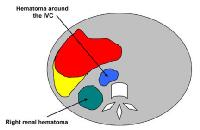 Hematoma around
the IVC
Right renal hematoma